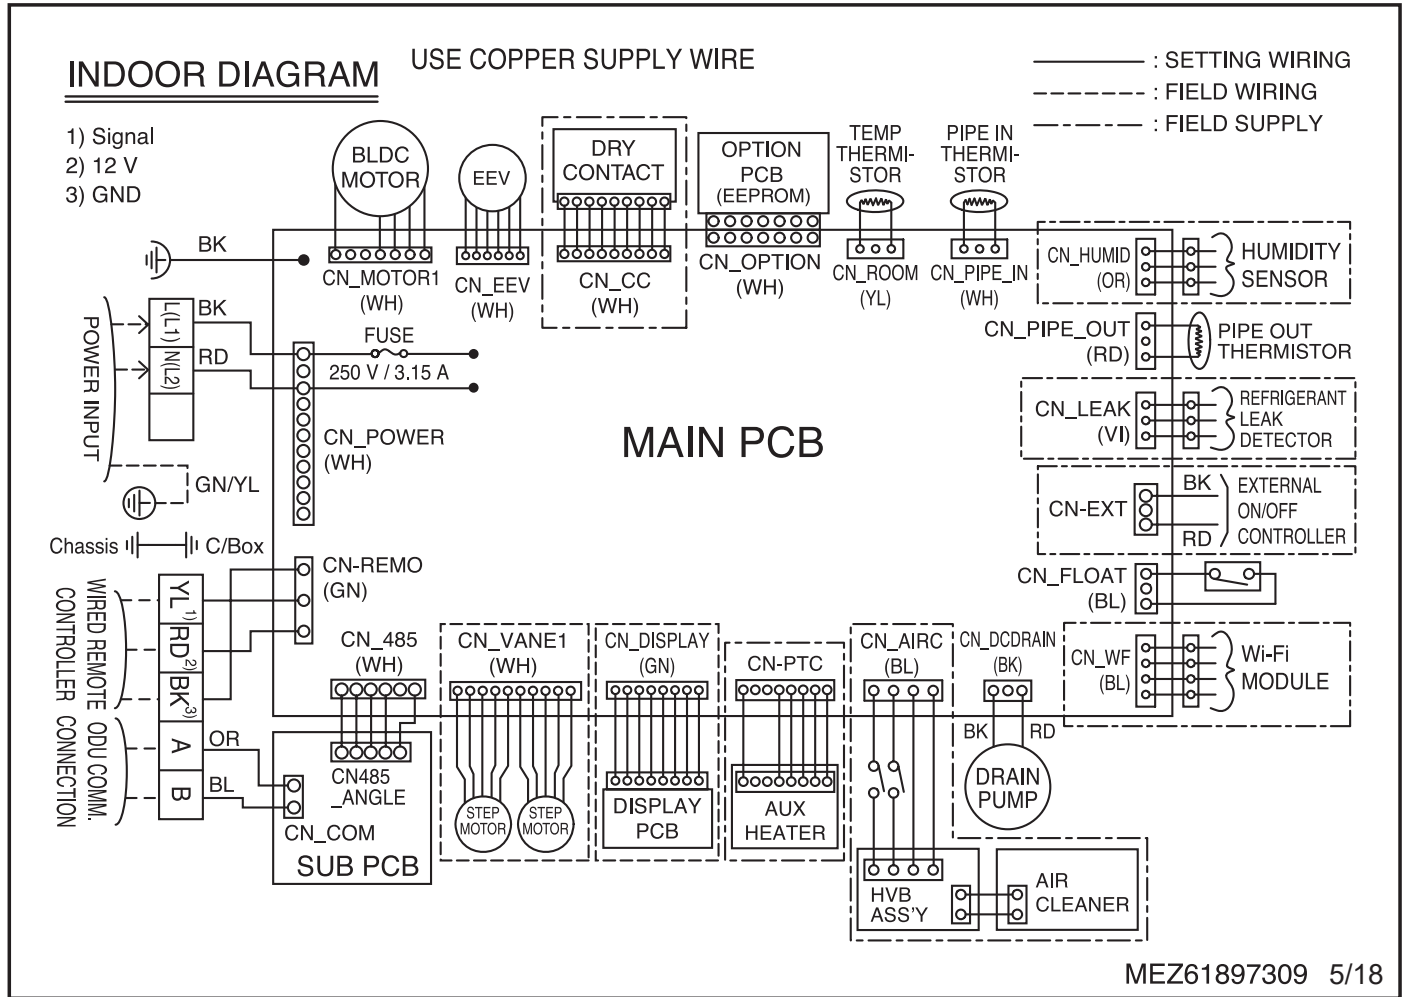 INDOOR DIAGRAM
USE COPPER SUPPLY WIRE
: SETTING WIRING
: FIELD WIRING
: FIELD SUPPLY
1) Signal
2) 12 V
3) GND
BLDC
MOTOR
EEV
DRY
CONTACT
OPTION
PCB
(EEPROM)
TEMP
THERMI-
STOR
PIPE IN
THERMI-
STOR
CN_MOTOR1
(WH)
CN_EEV
(WH)
CN_CC
(WH)
CN_OPTION
(WH)
CN_ROOM
(YL)
CN_PIPE_IN
(WH)
CN_HUMID
(OR)
HUMIDITY
SENSOR
BK
POWER INPUT
L(L1)
N(L2)
BK
RD
FUSE
250 V / 3.15 A
CN_POWER
(WH)
GN/YL
MAIN PCB
CN_PIPE_OUT
(RD)
PIPE OUT
THERMISTOR
CN_LEAK
(VI)
REFRIGERANT
LEAK
DETECTOR
CN-EXT
BK
RD
EXTERNAL
ON/OFF
CONTROLLER
Chassis
C/Box
CN-REMO
(GN)
CN_FLOAT
(BL)
WIRED REMOTE
CONTROLLER
YL1)
RD2)
BK3)
ODU COMM.
CONNECTION
A
B
OR
BL
CN_485
(WH)
CN_VANE1
(WH)
CN_DISPLAY
(GN)
CN-PTC
CN_AIRC
(BL)
CN_DCDRAIN
(BK)
CN_WF
(BL)
Wi-Fi
MODULE
BK
RD
CN485
_ANGLE
CN_COM
SUB PCB
STEP
MOTOR
STEP
MOTOR
DISPLAY
PCB
AUX
HEATER
DRAIN
PUMP
HVB
ASS'Y
AIR
CLEANER
MEZ61897309 5/18